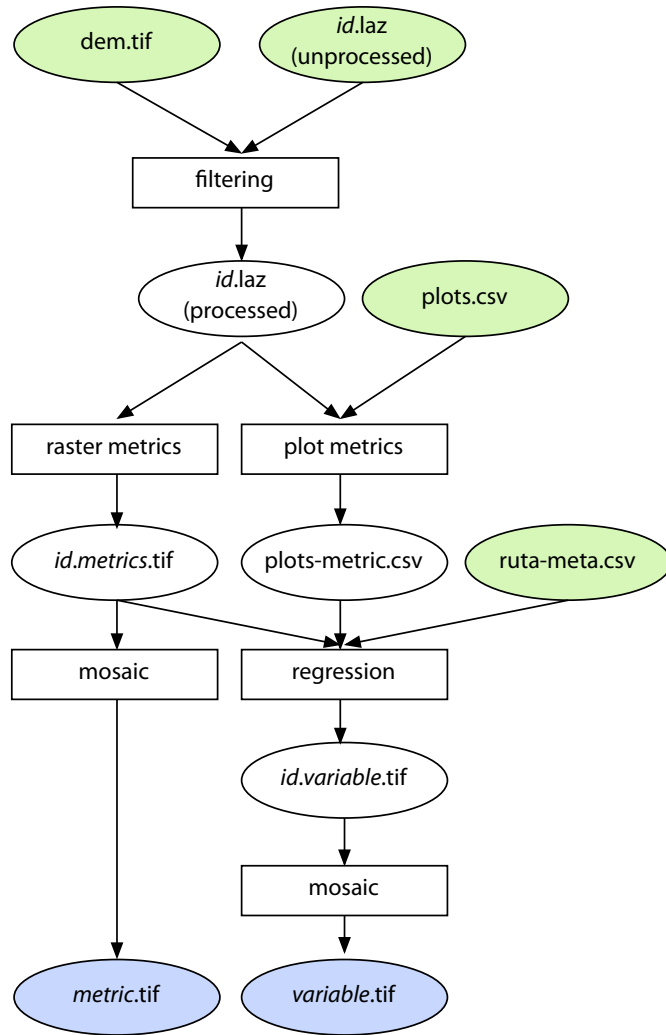 dem.tif
id.laz
(unprocessed)
filtering
id.laz
(processed)
plots.csv
raster metrics
plot metrics
id.metrics.tif
plots-metric.csv
ruta-meta.csv
mosaic
regression
id.variable.tif
mosaic
metric.tif
variable.tif